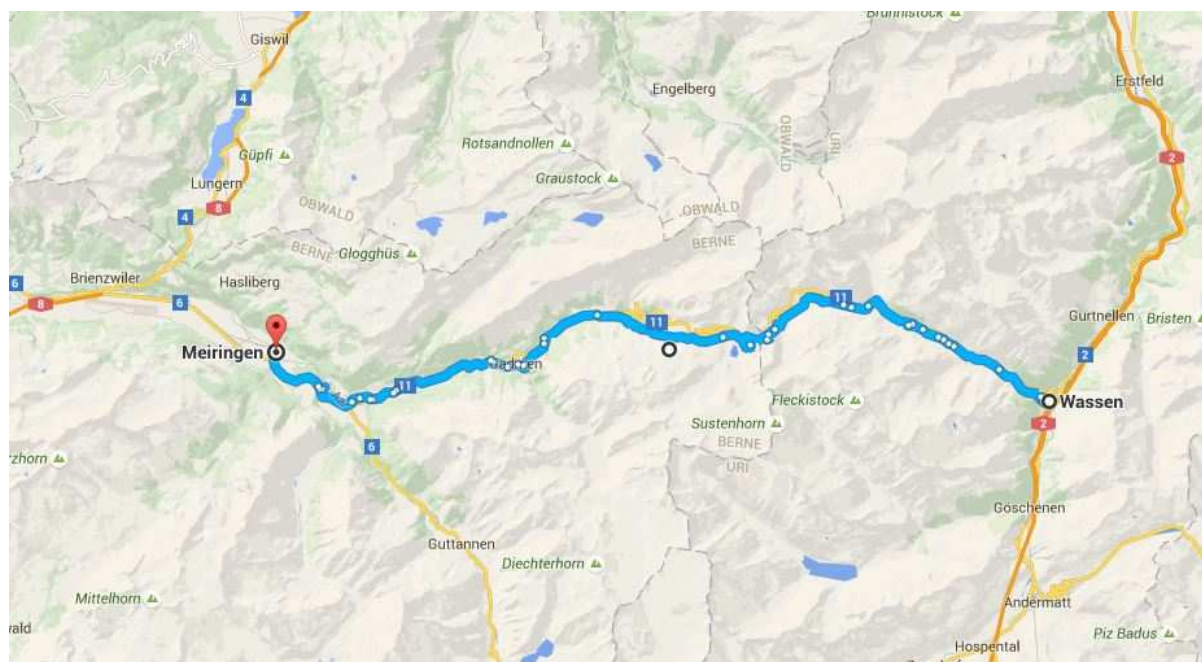 Brunnistock
Giswil
4
Erstfeld
Engelberg
OBWALD
URI
2
Rotsandnollen
Güpfi
Graustock
Lungern
8
OBWALD
OBWALD
4
BERNE
BERNE
Glogghüs
Hasliberg
Brienzwiler
6
8
6
11
11
Gurtnellen
Bristen
2
Meiringen
11
Fleckistock
Wassen
Sustenhorn
2
BERNE
URI
6
Göschenen
Guttannen
Diechterhorn
Mittelhorn
Andermatt
Piz Badus
Hospental